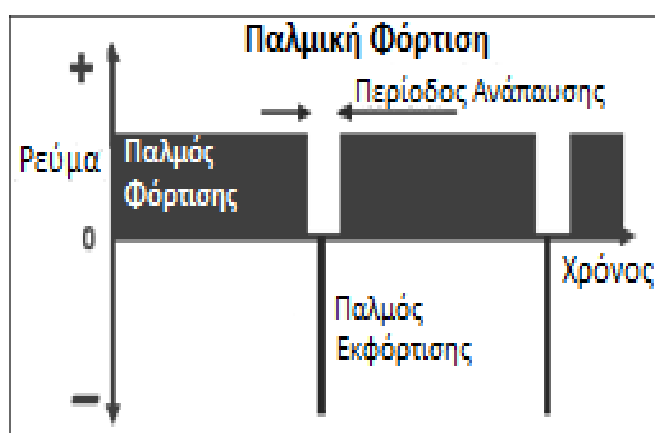 Παλμική Φόρτιση
+
Περίοδος Ανάπαυσης
Ρεύμα
Παλμός
Φόρτισης
0
Χρόνος
Παλμός
Εκφόρτισης
−